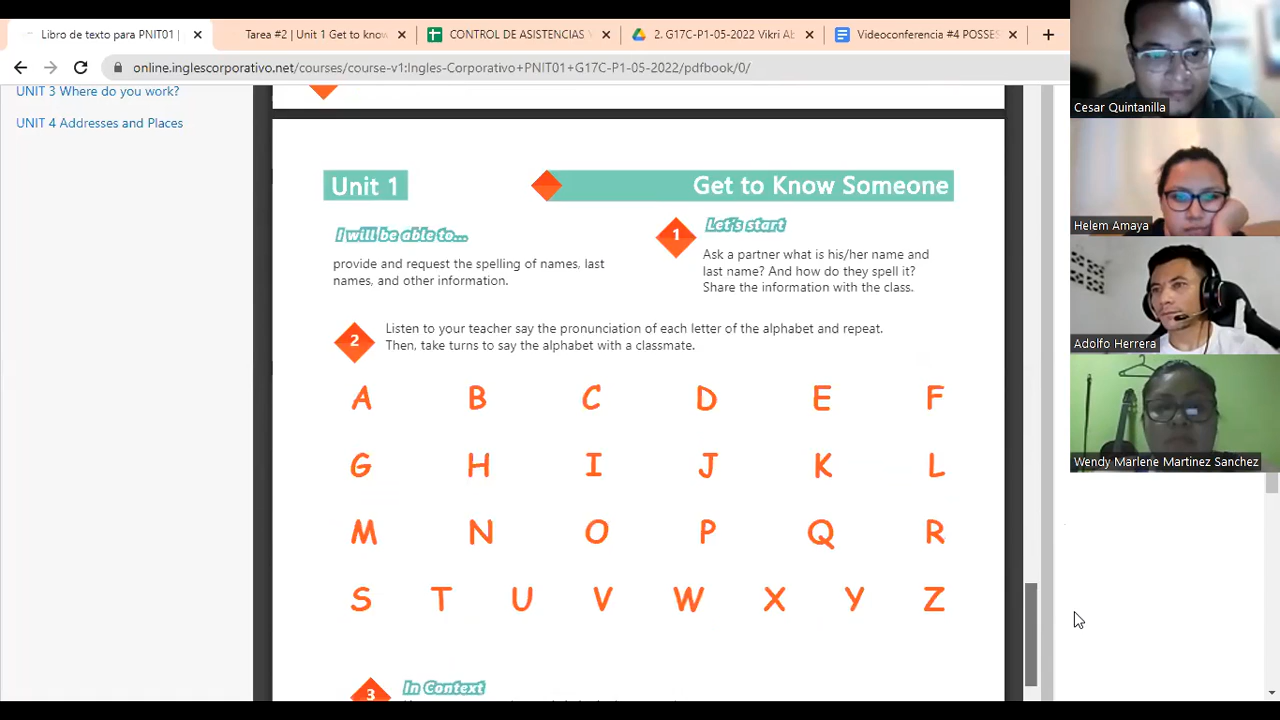 Libro de texto para PNIT01 |
Tarea #2 | Unit 1 Get to know
CONTROL DE ASISTENCIAS
2. G17C-P1-05-2022 Vikri Ab
Videoconferencia #4 POSSES
online.inglescorporativo.net/courses/course-v1:Ingles-Corporativo+PNIT01+G17C-P1-05-2022/pdfbook/0/
UNIT 3 Where do you work?
UNIT 4 Addresses and Places
Unit 1
Get to Know Someone
I will be able to...
provide and request the spelling of names, last
names, and other information.
1
Let's start
Ask a partner what is his/her name and
last name? And how do they spell it?
Share the information with the class.
2
Listen to your teacher say the pronunciation of each letter of the alphabet and repeat.
Then, take turns to say the alphabet with a classmate.
A B C D E F
G H I J K L
M N O P Q R
S T U V W X Y Z
3
In Context
Cesar Quintanilla
Helem Amaya
Adolfo Herrera
Wendy Marlene Martinez Sanchez